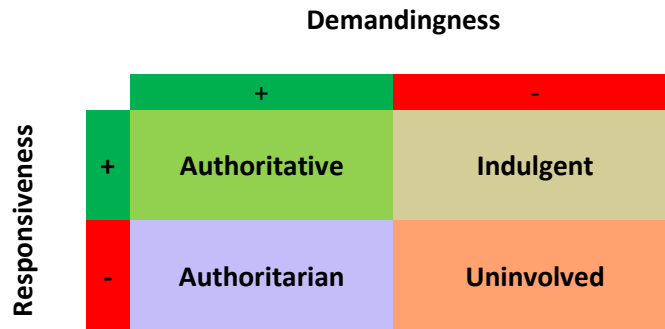 Demandingness
+ -
Responsiveness
+ Authoritative Indulgent
- Authoritarian Uninvolved